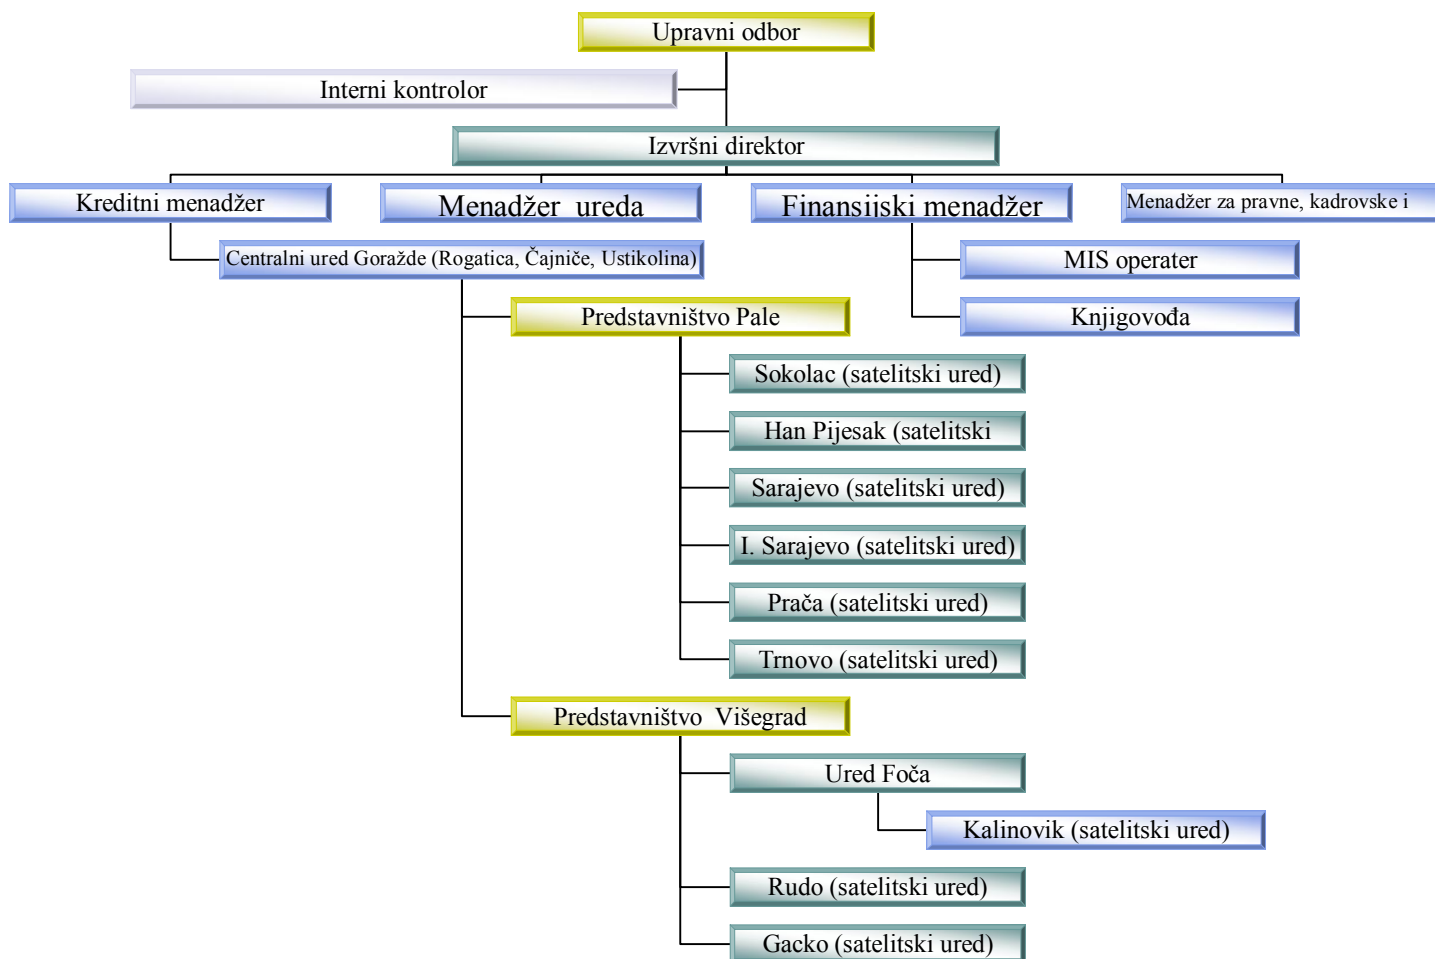 Upravni odbor
Interni kontrolor
Izvršni direktor
Kreditni menadžer
Menadžer ureda
Finansijski menadžer
Menadžer za pravne, kadrovske i
Centralni ured Goražde (Rogatica, Čajniče, Ustikolina)
MIS operater
Predstavništvo Pale
Knjigovođa
Sokolac (satelitski ured)
Han Pijesak (satelitski
Sarajevo (satelitski ured)
I. Sarajevo (satelitski ured)
Prača (satelitski ured)
Trnovo (satelitski ured)
Predstavništvo Višegrad
Ured Foča
Kalinovik (satelitski ured)
Rudo (satelitski ured)
Gacko (satelitski ured)